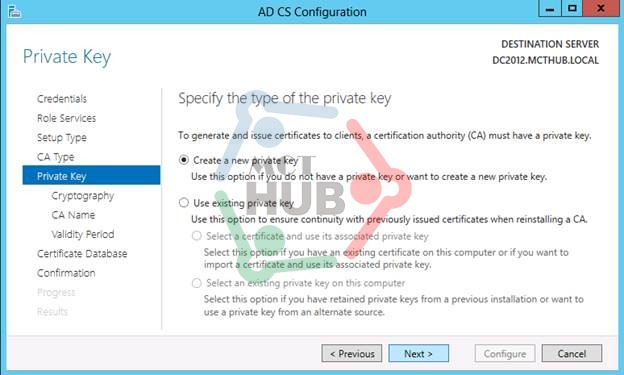 AD CS Configuration
Private Key
DESTINATION SERVER
DC2012.MCTHUB.LOCAL
Credentials
Role Services
Setup Type
CA Type
Private Key
Cryptography
CA Name
Validity Period
Certificate Database
Confirmation
Progress
Results
Specify the type of the private key
To generate and issue certificates to clients, a certification authority (CA) must have a private key.
Create a new private key
Use this option if you do not have a private key or want to create a new private key.
Use existing private key
Use this option to ensure continuity with previously issued certificates when reinstalling a CA.
Select a certificate and use its associated private key
Select this option if you have an existing certificate on this computer or if you want to
import a certificate and use its associated private key.
Select an existing private key on this computer
Select this option if you have retained private keys from a previous installation or want to
use a private key from an alternate source.
MCT
HUB
< Previous
Next >
Configure
Cancel